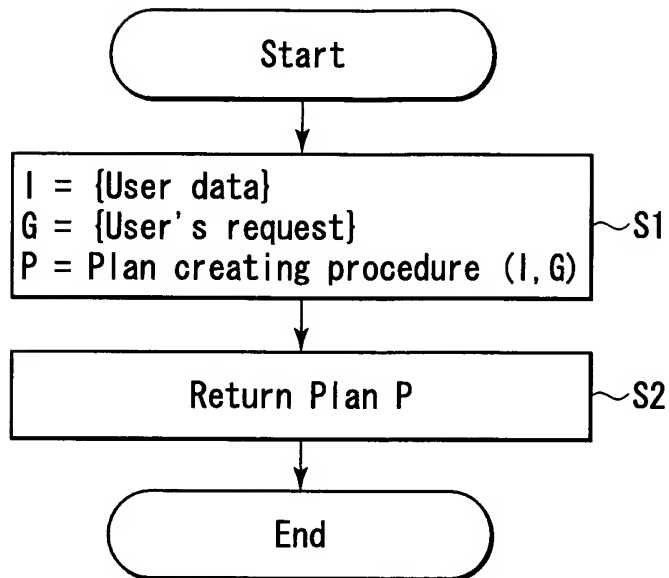 Start
I = {User data}
G = {User's request}
P = Plan creating procedure (I,G)
S1
Return Plan P
S2
End